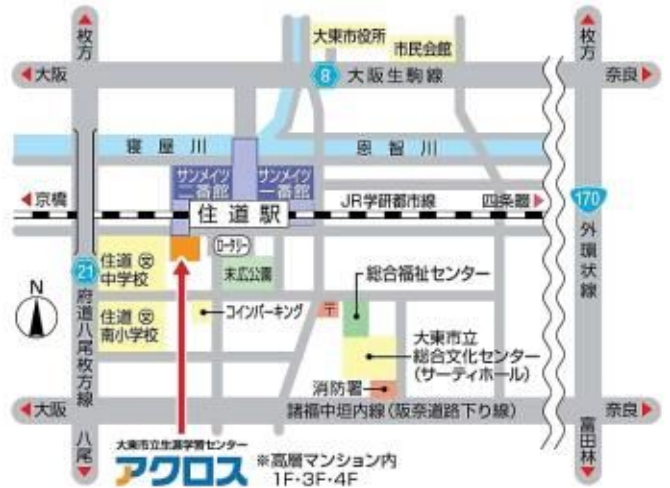 枚方
大東市役所
市民会館
枚方
大阪
8
大阪生駒線
奈良
寝屋川
恩智川
サンメイツ
二番館
サンメイツ
一番館
京橋
JR学研都市線
四条畷
住道駅
170
外環状線
ロータリー
住道 文
中学校
末広公園
総合福祉センター
21
N
コインパーキング
〒
住道 文
南小学校
府道八尾枚方線
大東市立
総合文化センター
(サーティホール)
消防署
大阪
諸福中垣内線(阪奈道路下り線)
奈良
八尾
富田林
大東市立生涯学習センター
アクロス
※高層マンション内
1F・3F・4F